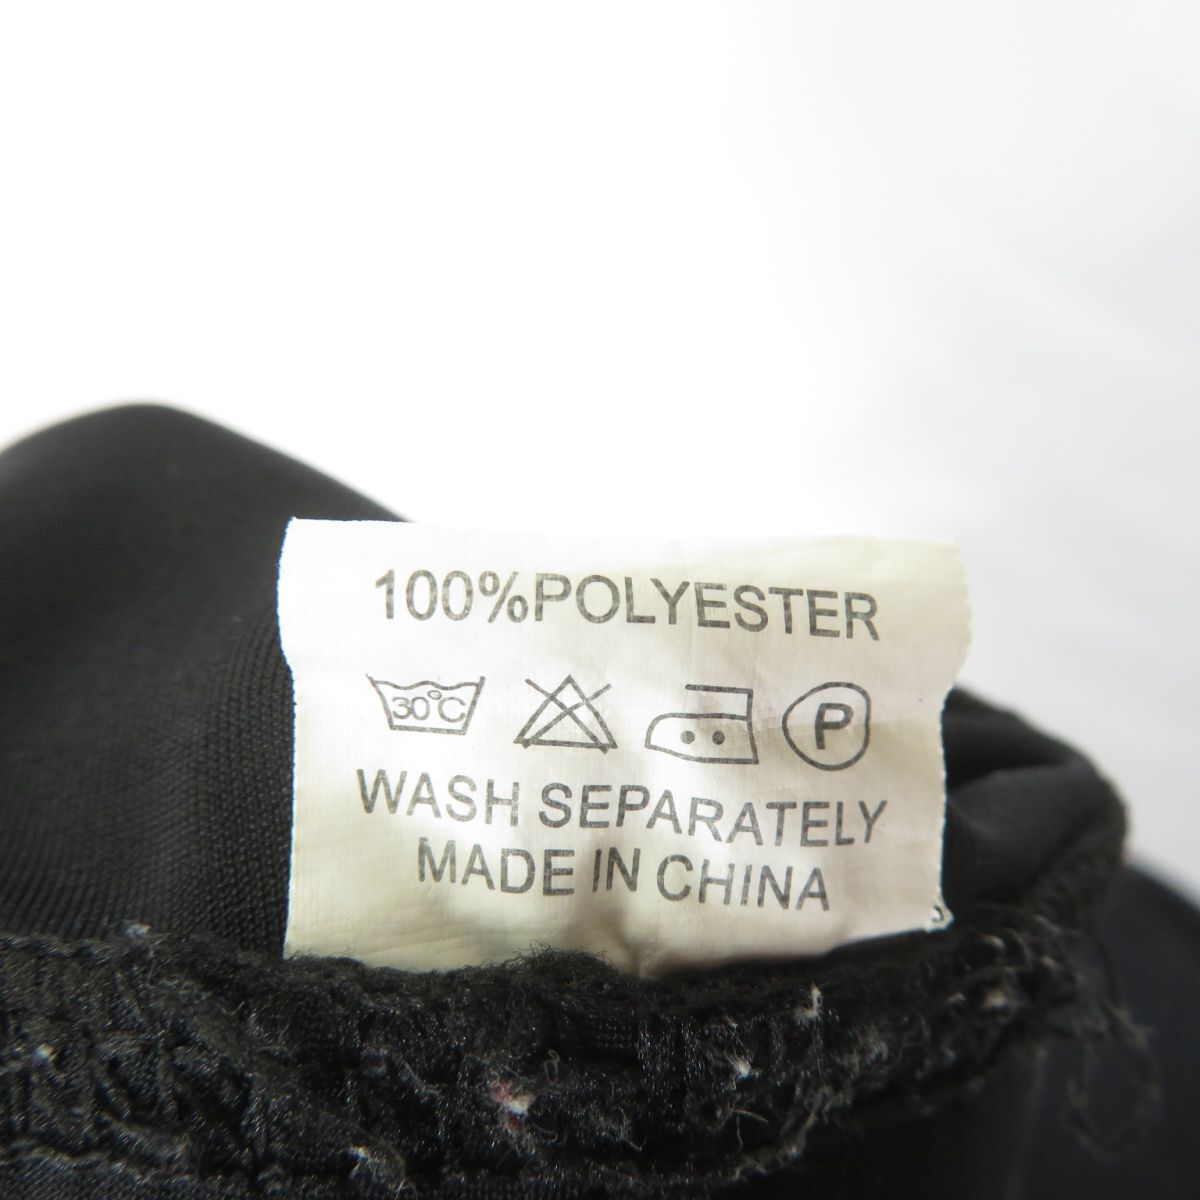 100%POLYESTER
30°C P
WASH SEPARATELY
MADE IN CHINA